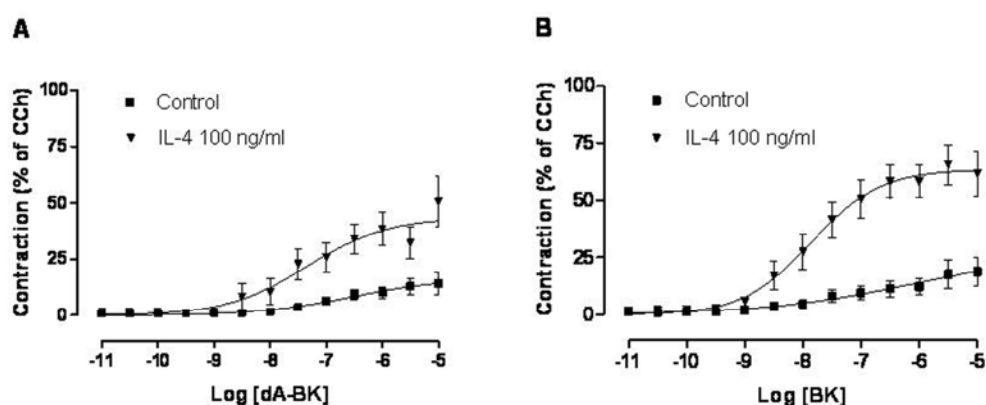 A
Contraction (% of CCh)
100
75
50
25
0
Control
IL-4 100 ng/ml
-11
-10
-9
-8
-7
-6
-5
Log [dA-BK]
B
Contraction (% of CCh)
100
75
50
25
0
Control
IL-4 100 ng/ml
-11
-10
-9
-8
-7
-6
-5
Log [BK]